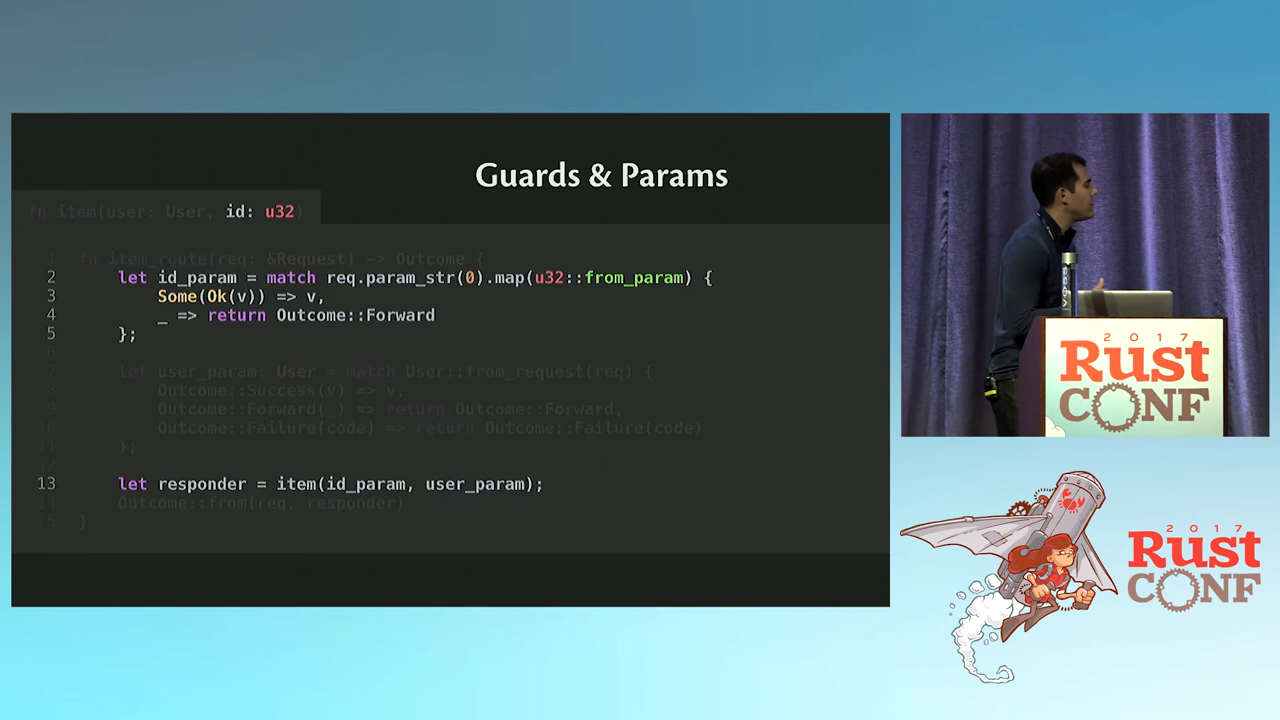 Guards & Params
fn item(user: User, id: u32)
1 fn item_route(req: &Request) -> Outcome {
2 let id_param = match req.param_str(0).map(u32::from_param) {
3 Some(Ok(v)) => v,
4 _ => return Outcome::Forward
5 };
6
7 let user_param: User = match User::from_request(req) {
8 Outcome::Success(v) => v,
9 Outcome::Forward(_) => return Outcome::Forward,
10 Outcome::Failure(code) => return Outcome::Failure(code)
11 };
12
13 let responder = item(id_param, user_param);
14 Outcome::from(req, responder)
15 }
2017
Rust
CONF
2017
Rust
CONF